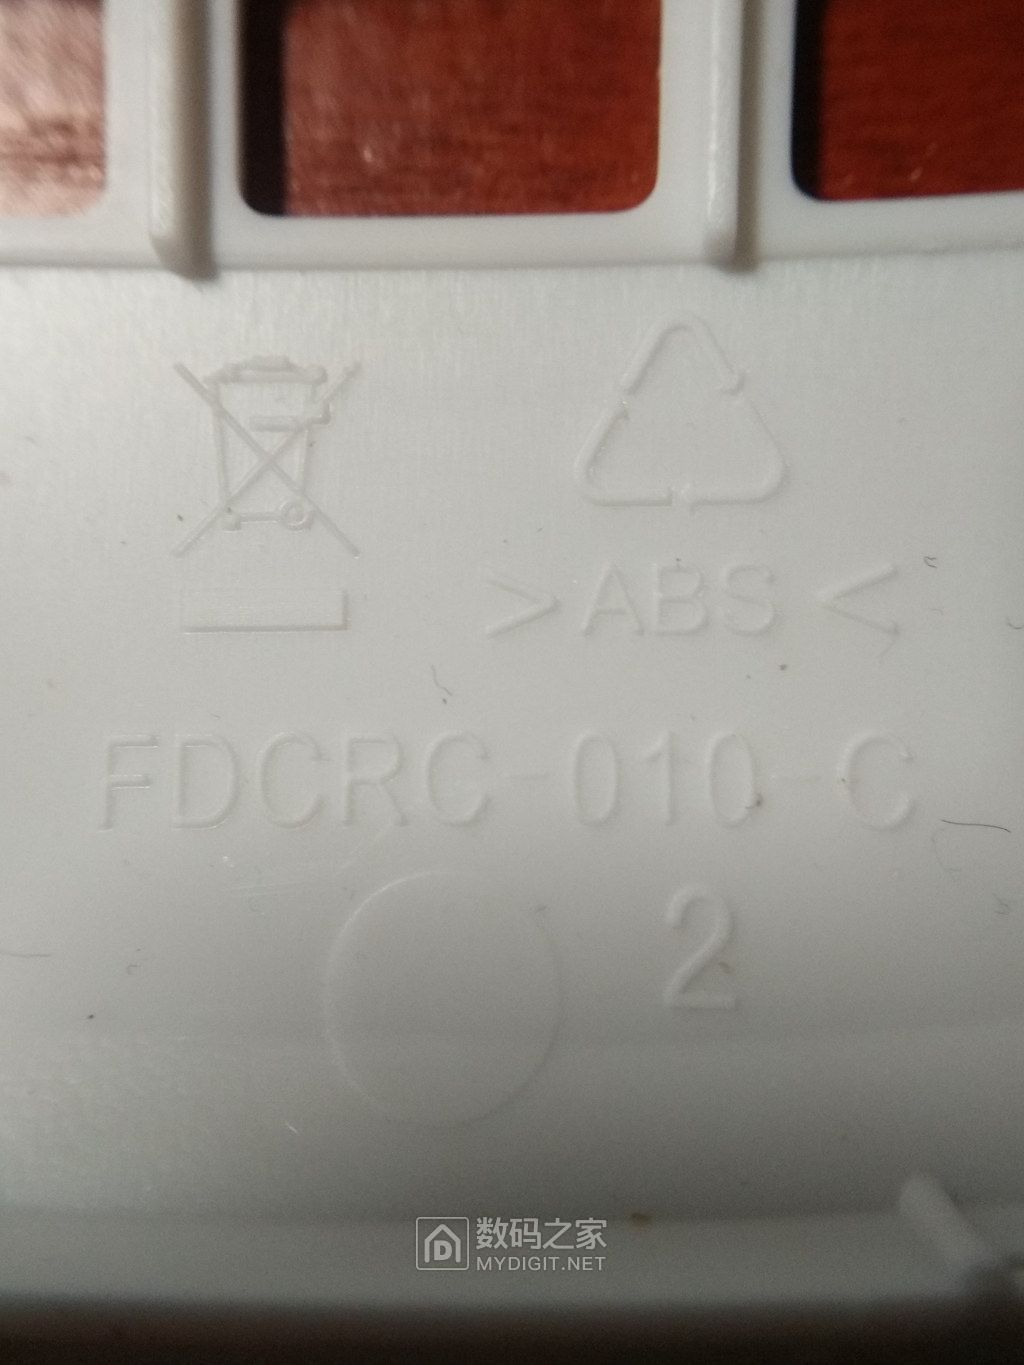 >ABS<
FDCRC-010-C
2
数码之家
MYDIGIT.NET